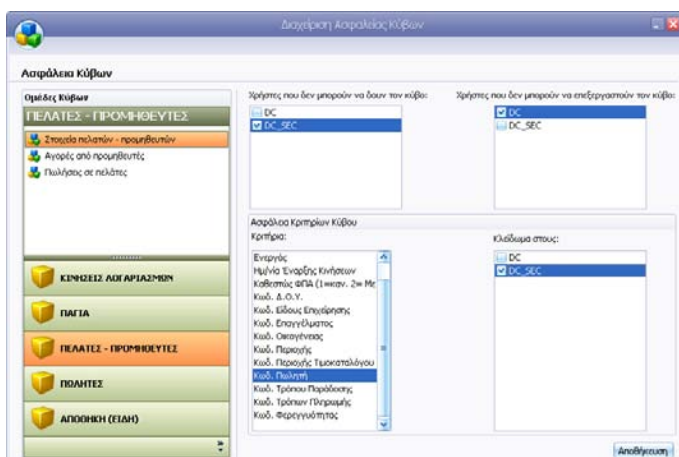 Διαχείριση Ασφαλείας Κύβων
Ασφάλεια Κύβων
Ομάδες Κύβων
ΠΕΛΑΤΕΣ - ΠΡΟΜΗΘΕΥΤΕΣ
Στοιχεία πελατών - προμηθευτών
Αγορές από προμηθευτές
Πωλήσεις σε πελάτες
ΚΙΝΗΣΕΙΣ ΛΟΓΑΡΙΑΣΜΩΝ
ΠΑΓΙΑ
ΠΕΛΑΤΕΣ - ΠΡΟΜΗΘΕΥΤΕΣ
ΠΩΛΗΤΕΣ
ΑΠΟΘΗΚΗ (ΕΙΔΗ)
Χρήστες που δεν μπορούν να δουν τον κύβο:
DC
DC_SEC
Χρήστες που δεν μπορούν να επεξεργαστούν τον κύβο:
DC
DC_SEC
Ασφάλεια Κριτηρίων Κύβου
Κριτήρια:
Ενεργός
Ημ/νία Έναρξης Κινήσεων
Καθεστώς ΦΠΑ (1=καν. 2= Με
Κωδ. Δ.Ο.Υ.
Κωδ. Είδους Επιχείρησης
Κωδ. Επαγγέλματος
Κωδ. Οικογένειας
Κωδ. Περιοχής
Κωδ. Περιοχής Τιμοκαταλόγου
Κωδ. Πωλητή
Κωδ. Τρόπου Παράδοσης
Κωδ. Τρόπων Πληρωμής
Κωδ. Φερεγγυότητας
Κλείδωμα στους:
DC
DC_SEC
Αποθήκευση